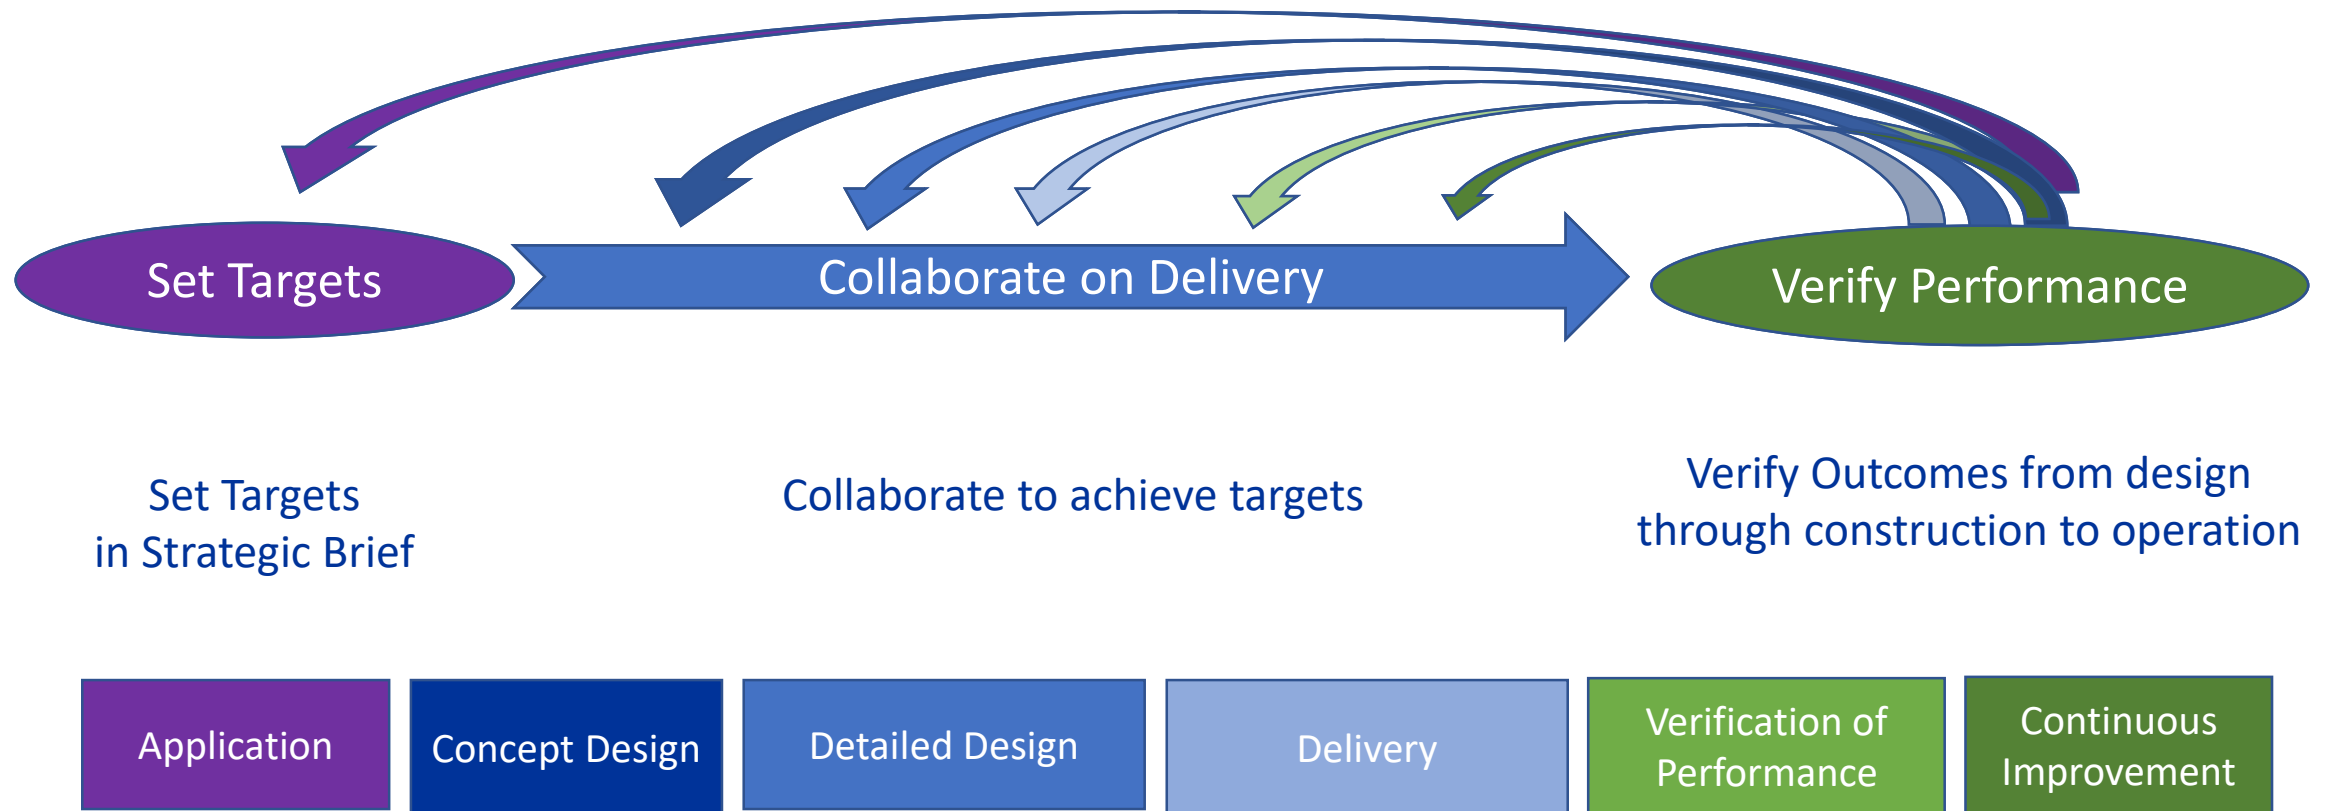 Set Targets
Collaborate on Delivery
Verify Performance
Set Targets
in Strategic Brief
Collaborate to achieve targets
Verify Outcomes from design
through construction to operation
Application
Concept Design
Detailed Design
Delivery
Verification of
Performance
Continuous
Improvement